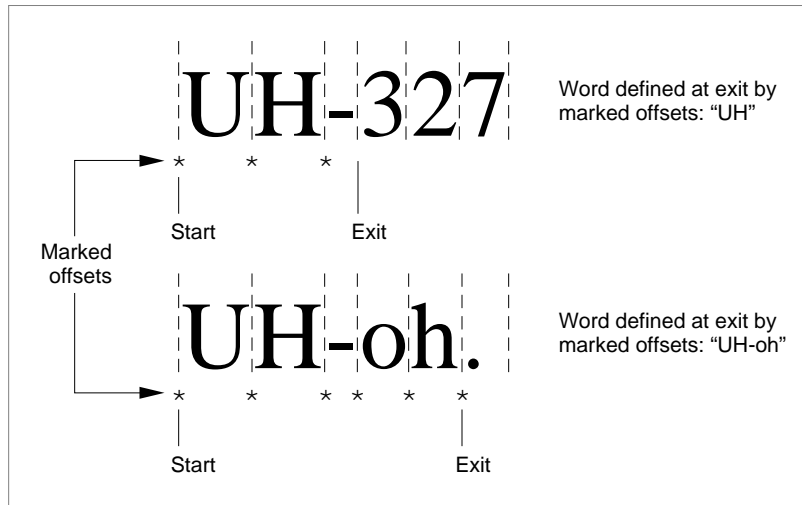 UH-327
Word defined at exit by
marked offsets: “UH”
* * *
Start Exit
Marked
offsets
UH-oh.
Word defined at exit by
marked offsets: “UH-oh”
* * * * * *
Start Exit